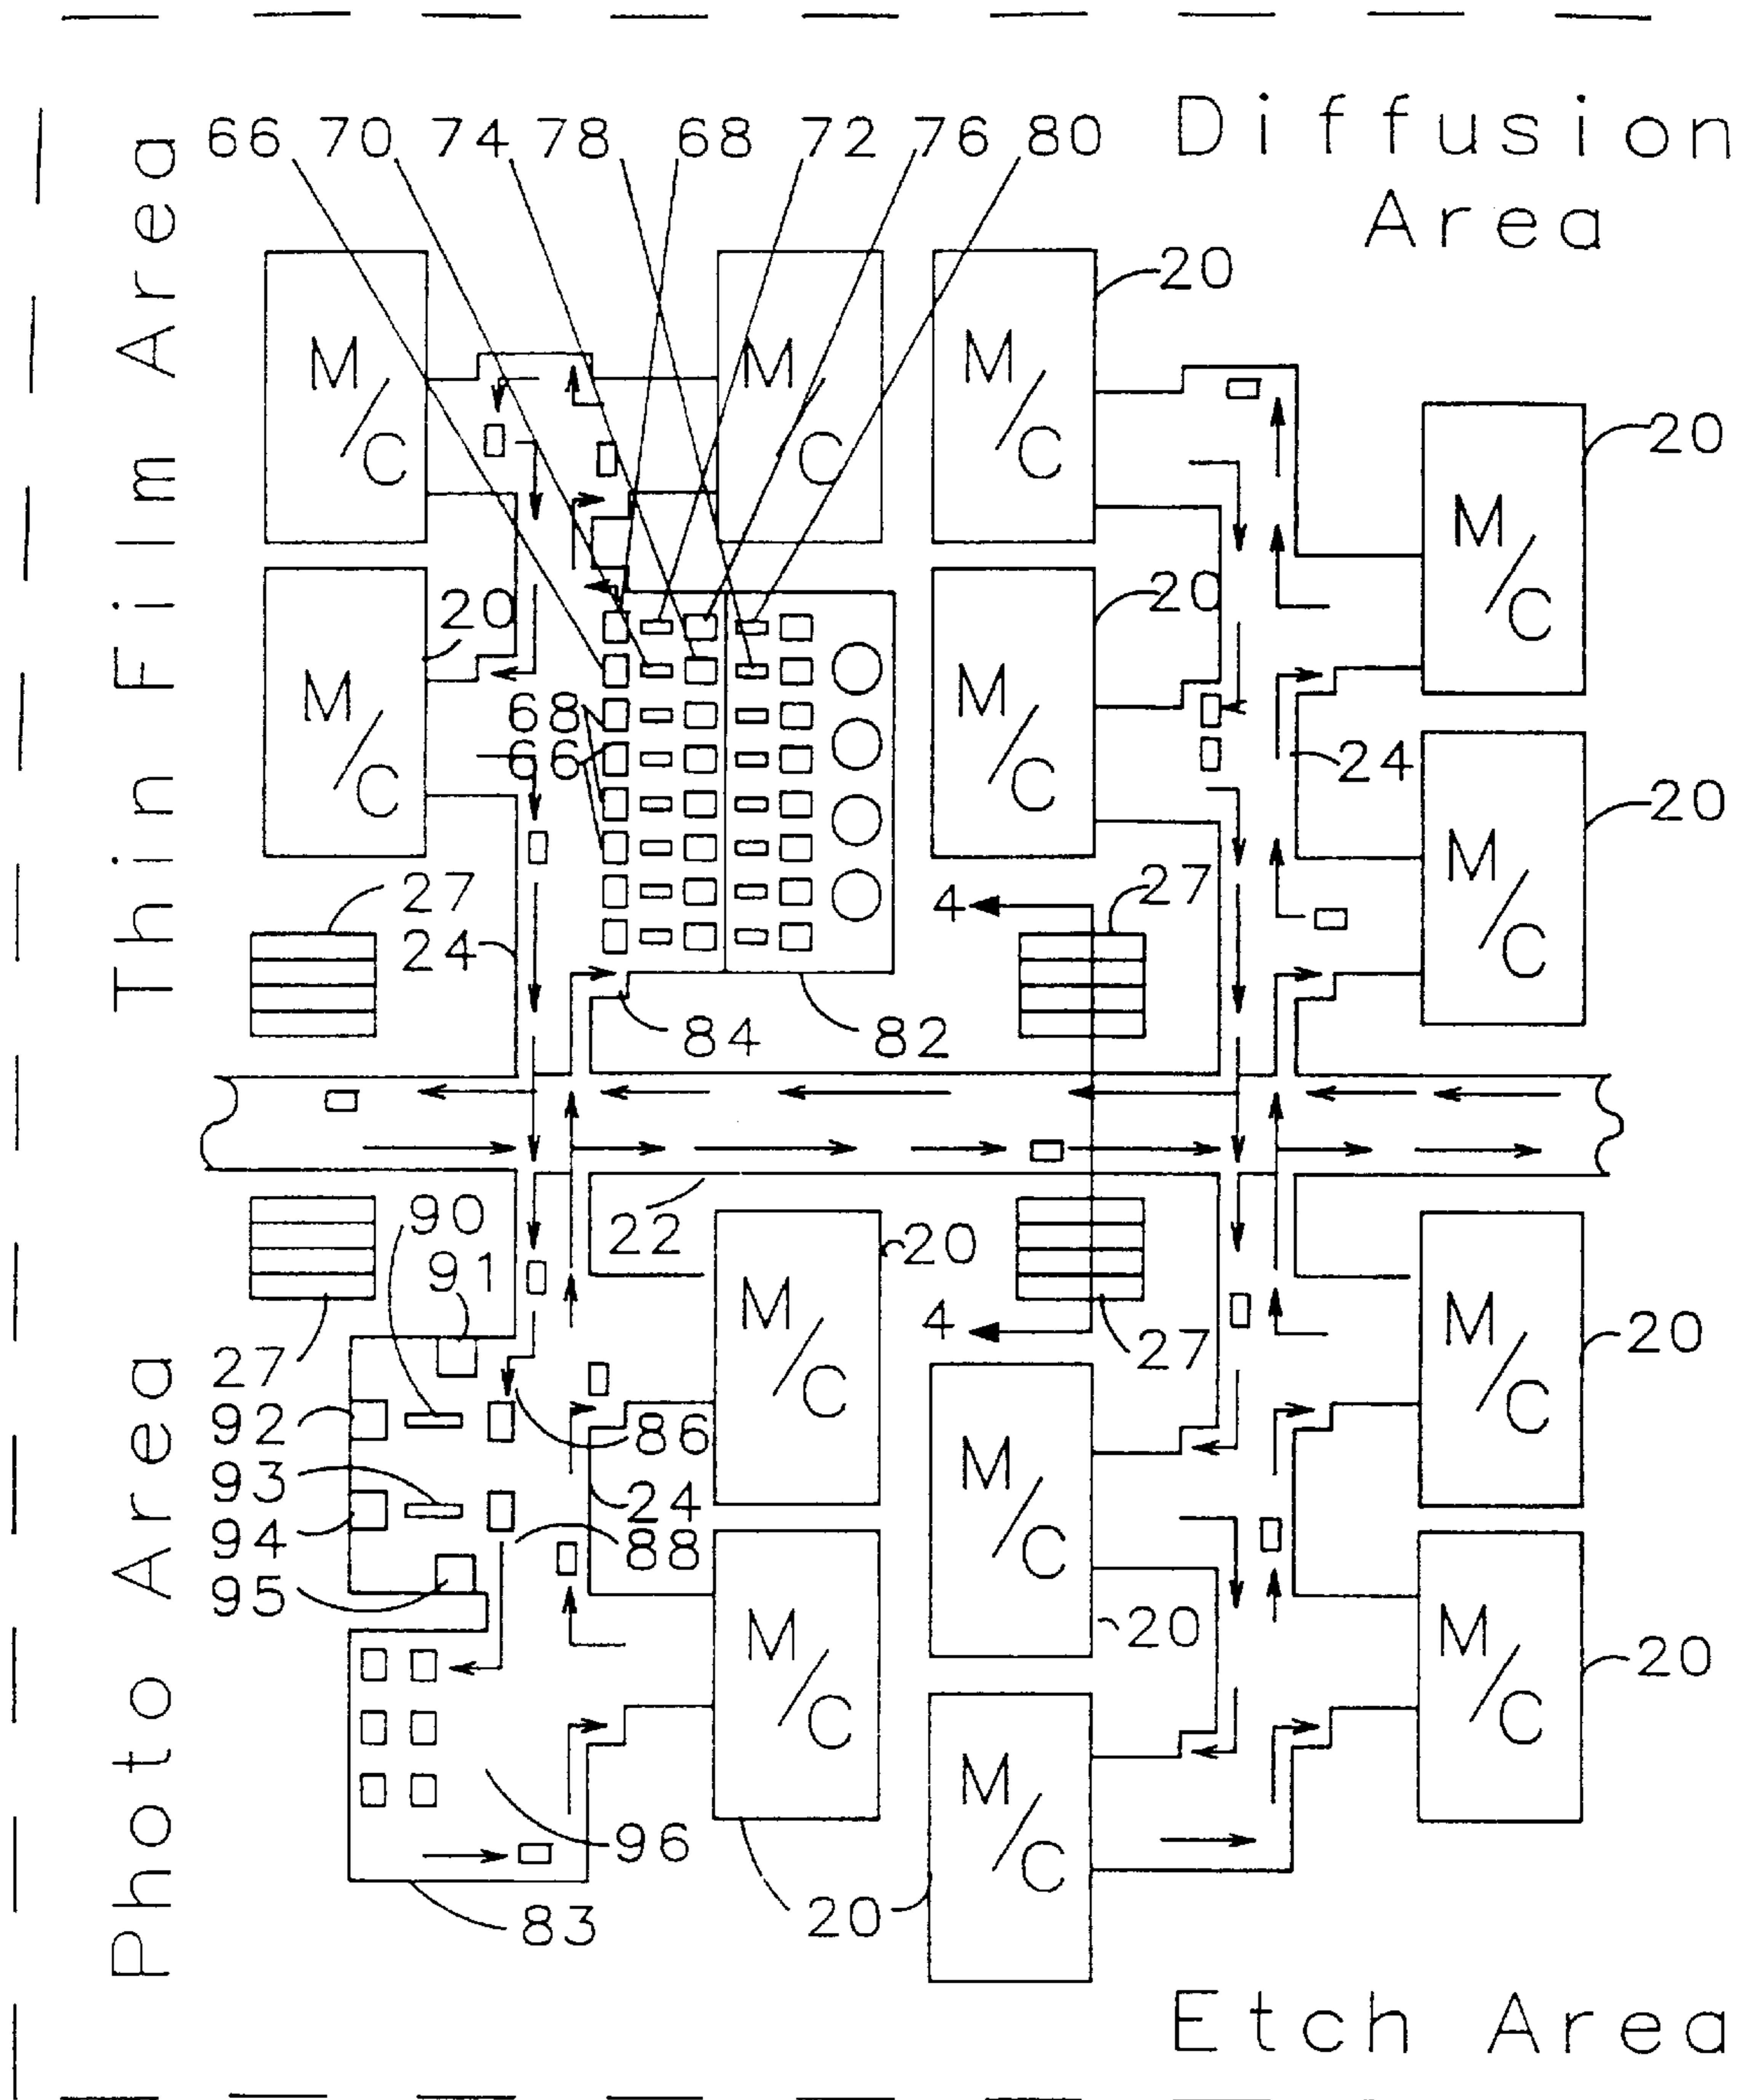 66 70 74 78 68 72 76 80 Diffusion
Area
Thin Film Area
20
M/C M/C M/C
20
M/C
20
20
M/C M/C
68
66
24
20
M/C
27
24
4 27
84 82
22
90
91
20
M/C
4 27
M/C
20
27
92
93
94
95
86
24
88
M/C
20
M/C
M/C
20
96
M/C
83
20
Photo Area
Etch Area